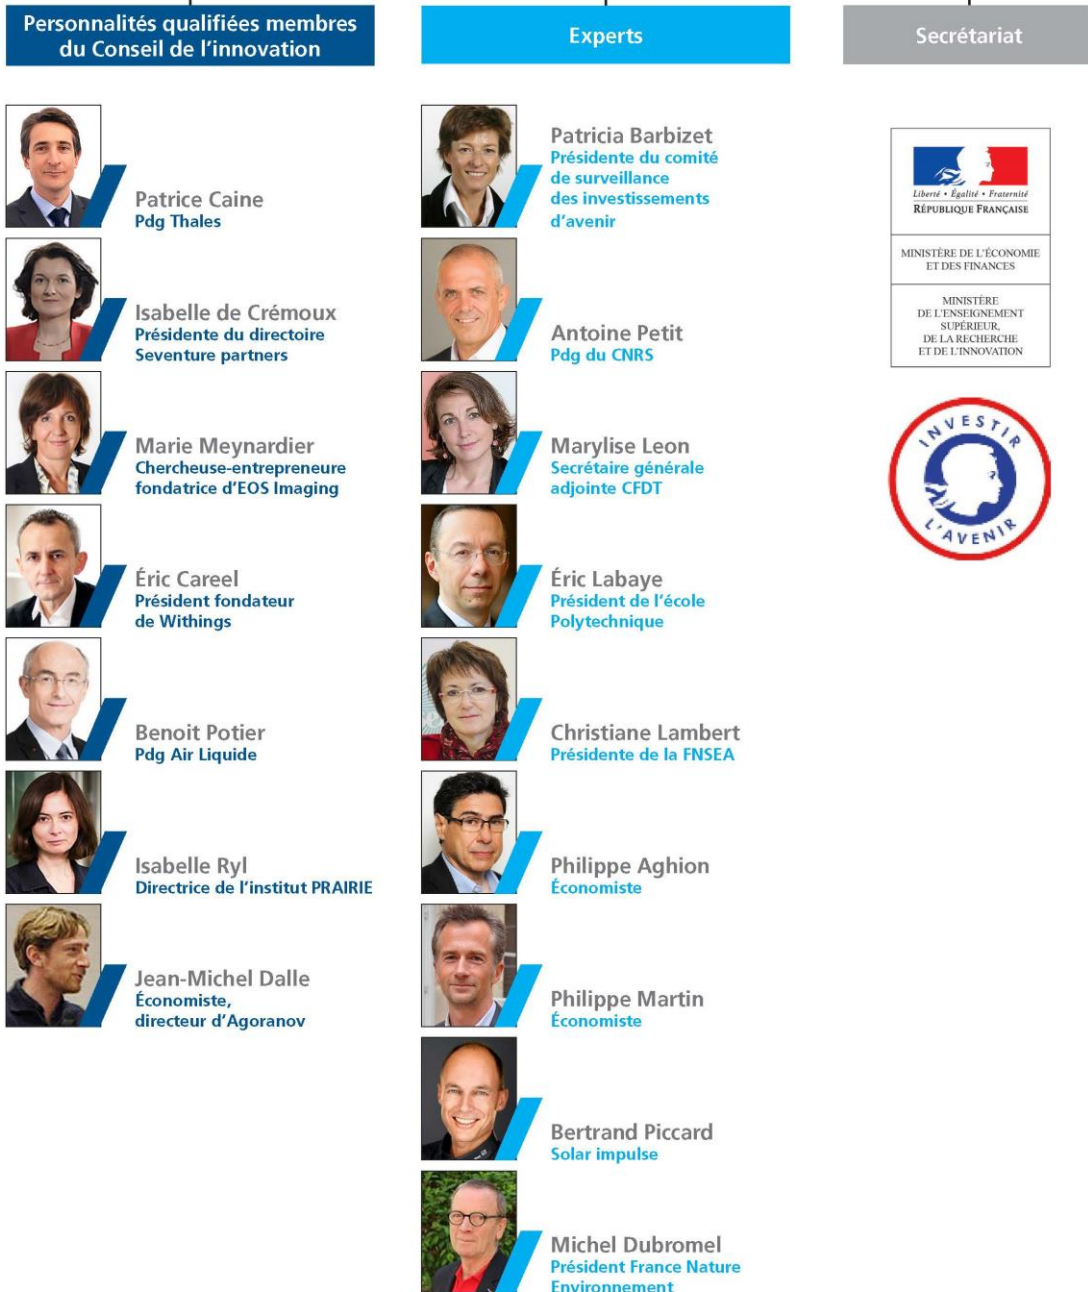 Personnalités qualifiées membres
du Conseil de l'innovation
Patrice Caine
Pdg Thales
Isabelle de Crémoux
Présidente du directoire
Seventure partners
Marie Meynardier
Chercheuse-entrepreneure
fondatrice d'EOS Imaging
Éric Careel
Président fondateur
de Withings
Benoit Potier
Pdg Air Liquide
Isabelle Ryl
Directrice de l'institut PRAIRIE
Jean-Michel Dalle
Économiste,
directeur d'Agoranov
Experts
Patricia Barbizet
Présidente du comité
de surveillance
des investissements
d'avenir
Antoine Petit
Pdg du CNRS
Marylise Leon
Secrétaire générale
adjointe CFDT
Éric Labaye
Président de l'école
Polytechnique
Christiane Lambert
Présidente de la FNSEA
Philippe Aghion
Économiste
Philippe Martin
Économiste
Bertrand Piccard
Solar impulse
Michel Dubromel
Président France Nature
Environnement
Secrétariat
Liberté • Égalité • Fraternité
RÉPUBLIQUE FRANÇAISE
MINISTÈRE DE L'ÉCONOMIE
ET DES FINANCES
MINISTÈRE
DE L'ENSEIGNEMENT
SUPÉRIEUR,
DE LA RECHERCHE
ET DE L'INNOVATION
INVESTIR
L'AVENIR